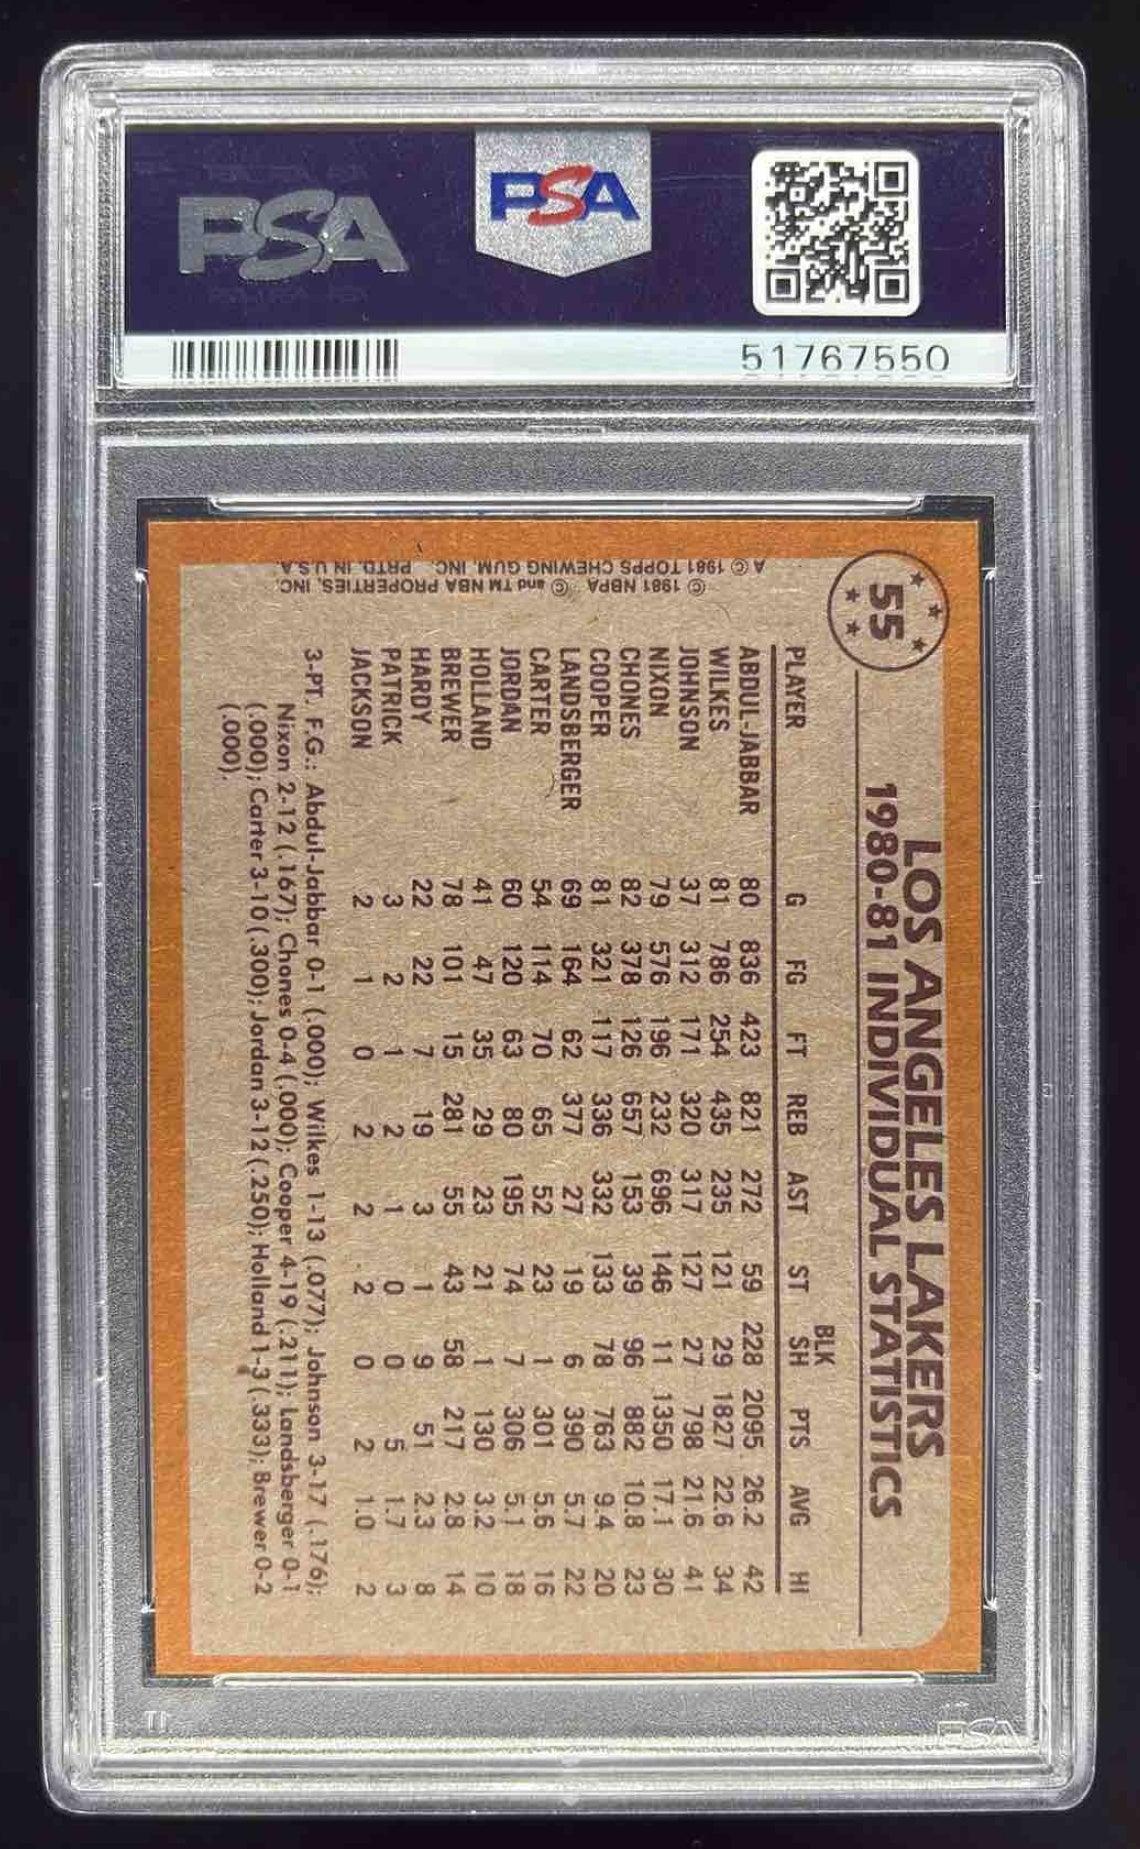 PSA
PSA
51767550
55
LOS ANGELES LAKERS
1980-81 INDIVIDUAL STATISTICS
PLAYER G FG FT REB AST ST BLK SH PTS AVG HI
ABDUL-JABBAR 80 836 423 821 272 59 228 2095 26.2 42
WILKES 81 786 254 435 235 121 29 1827 22.6 34
JOHNSON 37 312 171 320 317 127 27 798 21.6 41
NIXON 79 576 196 232 696 146 11 1350 17.1 30
CHONES 82 378 126 657 153 39 96 882 10.8 23
COOPER 81 321 117 336 332 133 78 763 9.4 20
LANDSBERGER 69 164 62 377 27 19 6 390 5.7 22
CARTER 54 114 70 65 52 23 1 301 5.6 16
JORDAN 60 120 63 80 195 74 7 306 5.1 18
HOLLAND 41 47 35 29 23 21 1 130 3.2 10
BREWER 78 101 15 281 55 43 58 217 2.8 14
HARDY 22 22 7 19 3 1 9 51 2.3 8
PATRICK 3 2 1 2 1 0 0 5 1.7 3
JACKSON 2 1 0 2 2 2 0 2 1.0 2
3-PT. F.G.: Abdul-Jabbar 0-1 (.000); Wilkes 1-13 (.077); Johnson 3-17 (.176);
Nixon 2-12 (.167); Chones 0-4 (.000); Cooper 4-19 (.211); Landsberger 0-1
(.000); Carter 3-10 (.300); Jordan 3-12 (.250); Holland 1-3 (.333); Brewer 0-2
(.000).
© 1981 NBPA © and TM NBA PROPERTIES, INC.
A © 1981 TOPPS CHEWING GUM, INC. PRTD. IN U.S.A.
PSA